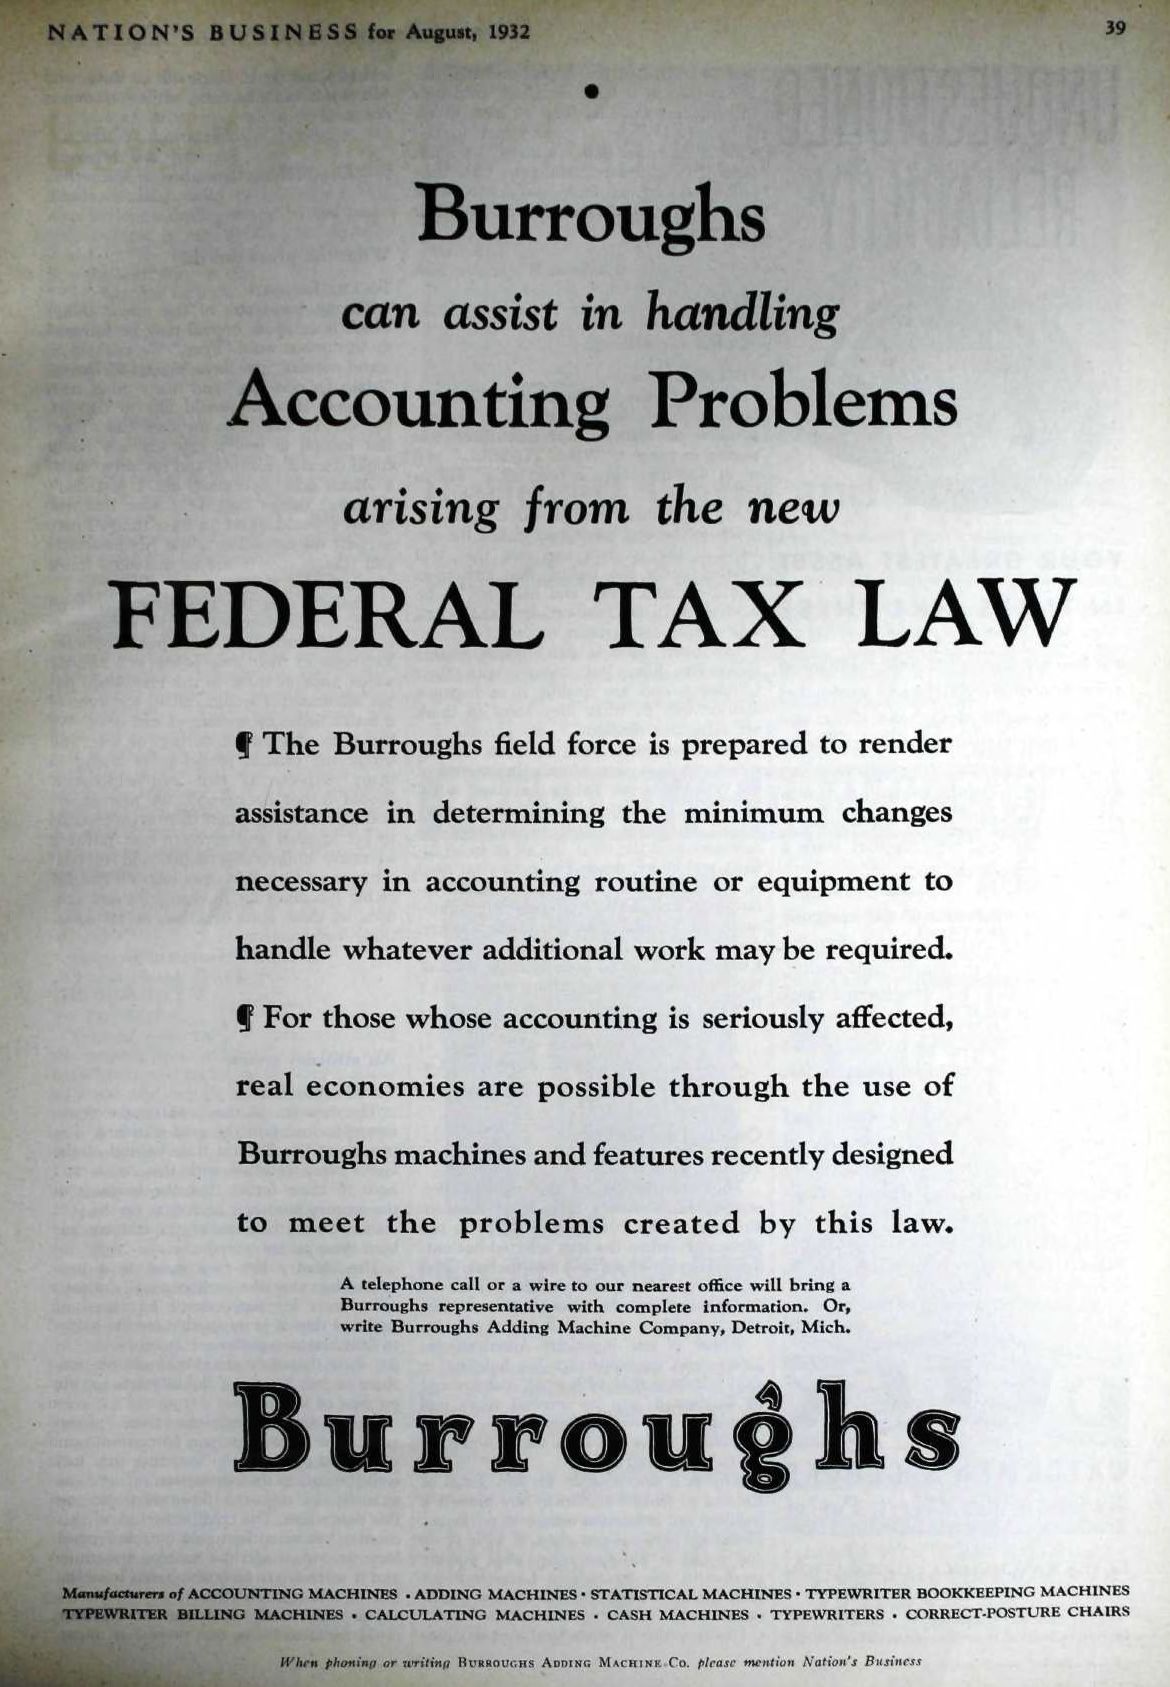 NATION'S BUSINESS for August, 1932
39
Burroughs
can assist in handling
Accounting Problems
arising from the new
FEDERAL TAX LAW
¶ The Burroughs field force is prepared to render
assistance in determining the minimum changes
necessary in accounting routine or equipment to
handle whatever additional work may be required.
¶ For those whose accounting is seriously affected,
real economies are possible through the use of
Burroughs machines and features recently designed
to meet the problems created by this law.
A telephone call or a wire to our nearest office will bring a
Burroughs representative with complete information. Or,
write Burroughs Adding Machine Company, Detroit, Mich.
Burroughs
Manufacturers of ACCOUNTING MACHINES • ADDING MACHINES • STATISTICAL MACHINES • TYPEWRITER BOOKKEEPING MACHINES
TYPEWRITER BILLING MACHINES • CALCULATING MACHINES • CASH MACHINES • TYPEWRITERS • CORRECT-POSTURE CHAIRS
When phoning or writing BURROUGHS ADDING MACHINE CO. please mention Nation's Business